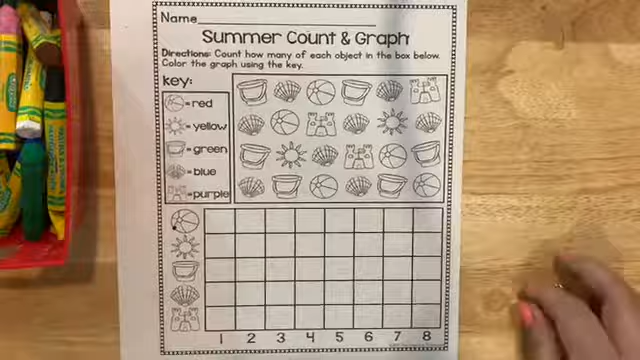 Name
Summer Count & Graph
Directions: Count how many of each object in the box below.
Color the graph using the key.
key:
= red
= yellow
= green
= blue
= purple
1 2 3 4 5 6 7 8